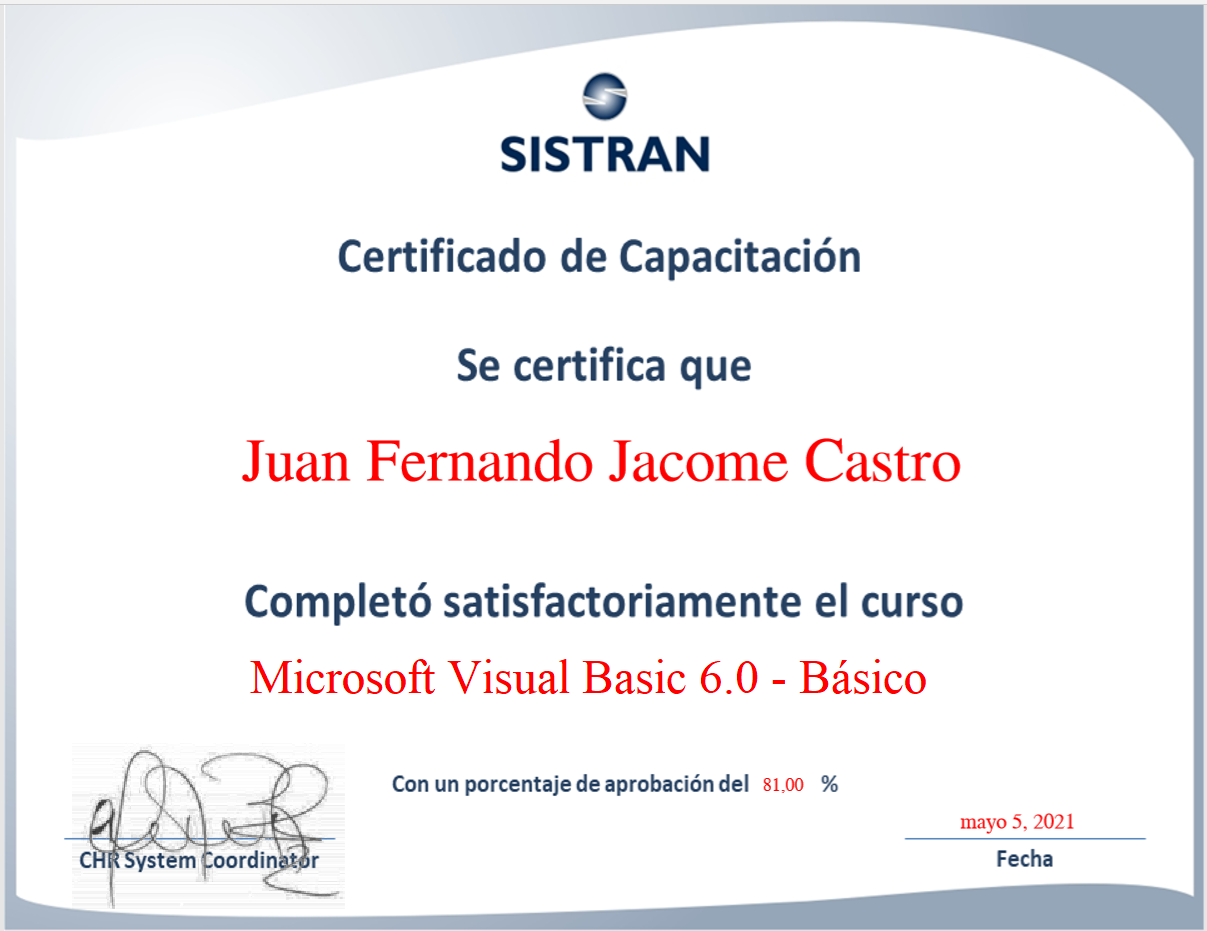 SISTRAN
Certificado de Capacitación
Se certifica que
Juan Fernando Jacome Castro
Completó satisfactoriamente el curso
Microsoft Visual Basic 6.0 - Básico
Con un porcentaje de aprobación del 81,00 %
mayo 5, 2021
CHR System Coordinator
Fecha